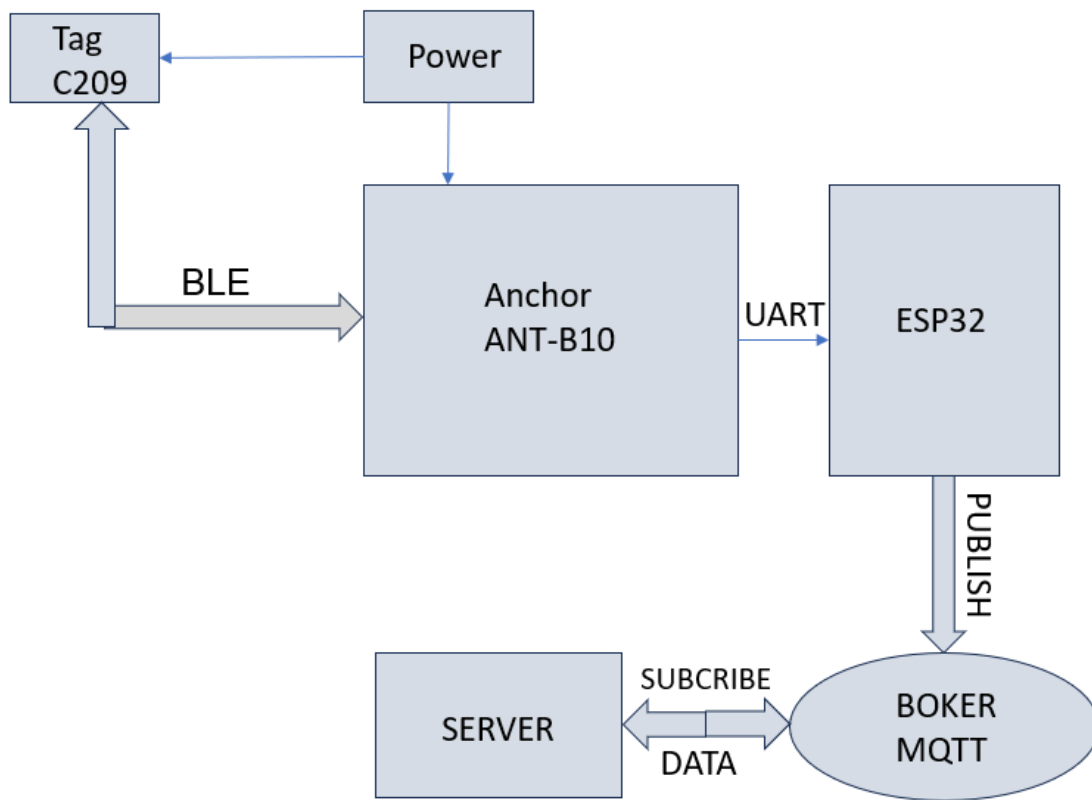 Tag
C209
Power
BLE
Anchor
ANT-B10
UART
ESP32
PUBLISH
SERVER
SUBCRIBE
DATA
BOKER
MQTT